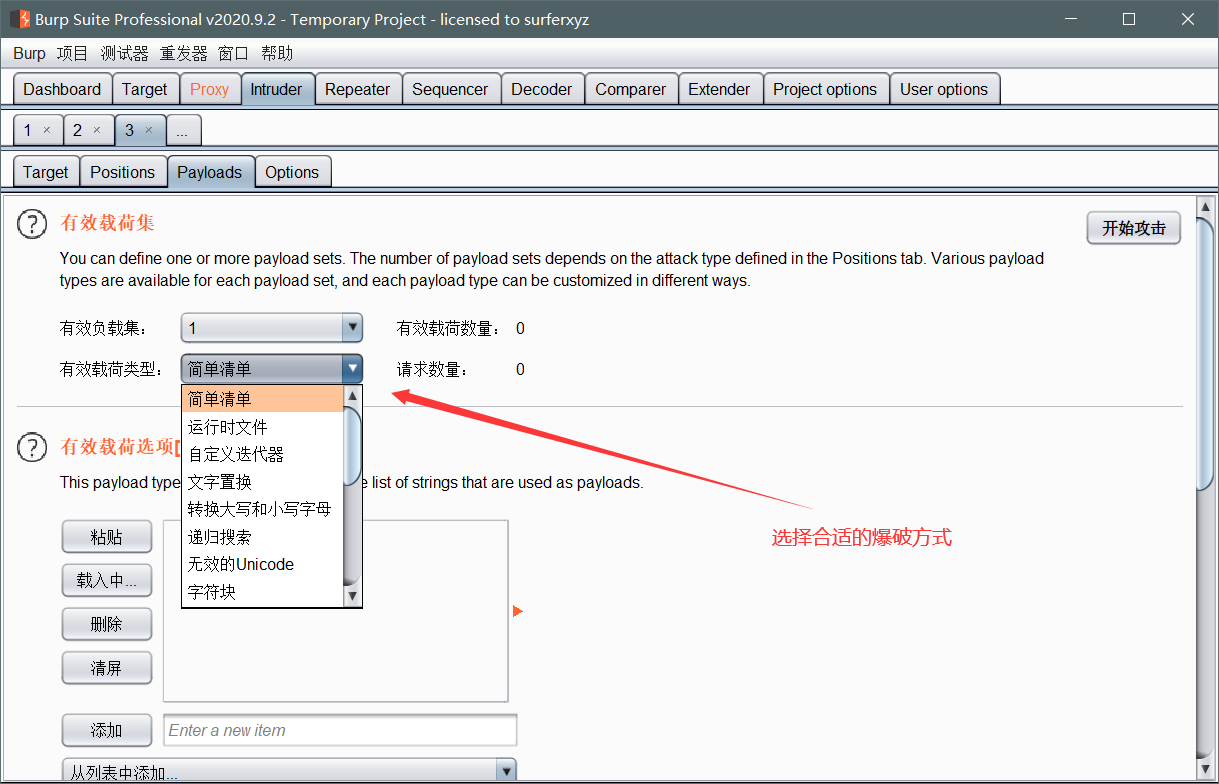 Burp Suite Professional v2020.9.2 - Temporary Project - licensed to surferxyz
Burp 项目 测试器 重发器 窗口 帮助
Dashboard Target Proxy Intruder Repeater Sequencer Decoder Comparer Extender Project options User options
1 × 2 × 3 × ...
Target Positions Payloads Options
? 有效载荷集
开始攻击
You can define one or more payload sets. The number of payload sets depends on the attack type defined in the Positions tab. Various payload
types are available for each payload set, and each payload type can be customized in different ways.
有效负载集： 1 有效载荷数量： 0
有效载荷类型： 简单清单 请求数量： 0
简单清单
运行时文件
? 有效载荷选项[
自定义迭代器
This payload type
文字置换
list of strings that are used as payloads.
转换大写和小写字母
粘贴
递归搜索
选择合适的爆破方式
无效的Unicode
载入中...
字符块
删除
清屏
添加 Enter a new item
从列表中添加...